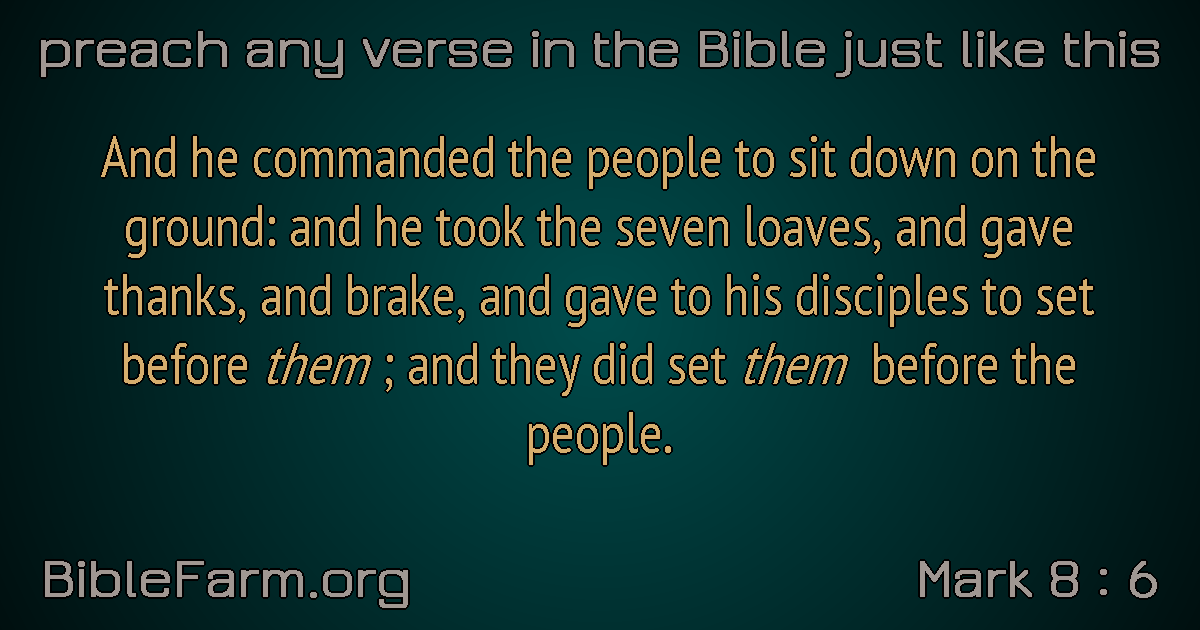 preach any verse in the Bible just like this
And he commanded the people to sit down on the
ground: and he took the seven loaves, and gave
thanks, and brake, and gave to his disciples to set
before them ; and they did set them before the
people.
BibleFarm.org
Mark 8 : 6